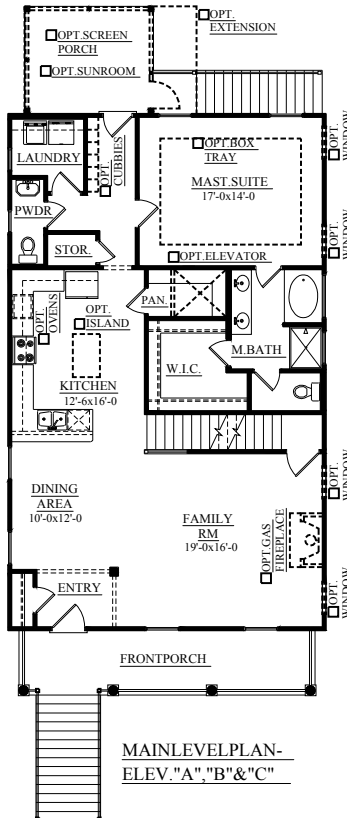 OPT.
EXTENSION
OPT.SCREEN
PORCH
OPT.SUNROOM
OPT.
WINDOW
LAUNDRY
OPT.
CUBBIES
OPT.BOX
TRAY
MAST.SUITE
17'-0x14'-0
PWDR
STOR.
OPT.ELEVATOR
OPT.
WINDOW
PAN.
OPT.
OVENS
OPT.
ISLAND
KITCHEN
12'-6x16'-0
W.I.C.
M.BATH
DINING
AREA
10'-0x12'-0
FAMILY
RM
19'-0x16'-0
OPT.GAS
FIREPLACE
OPT.
WINDOW
OPT.
WINDOW
ENTRY
FRONTPORCH
MAINLEVELPLAN-
ELEV."A","B"&"C"